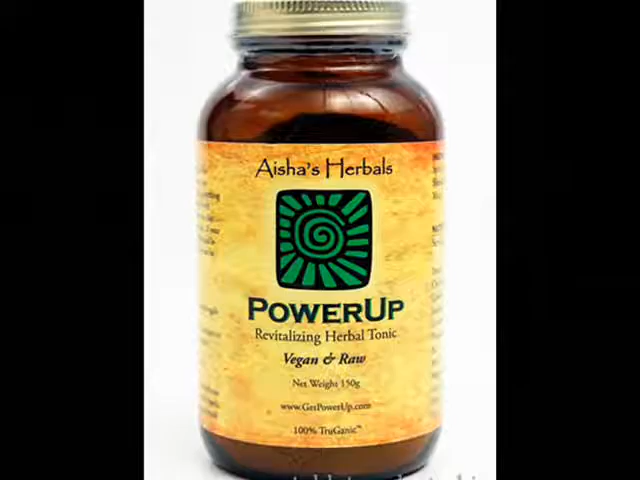 Aisha's Herbals
POWERUP
Revitalizing Herbal Tonic
Vegan & Raw
Net Weight 150g
www.GetPowerUp.com
100% TruGanic™